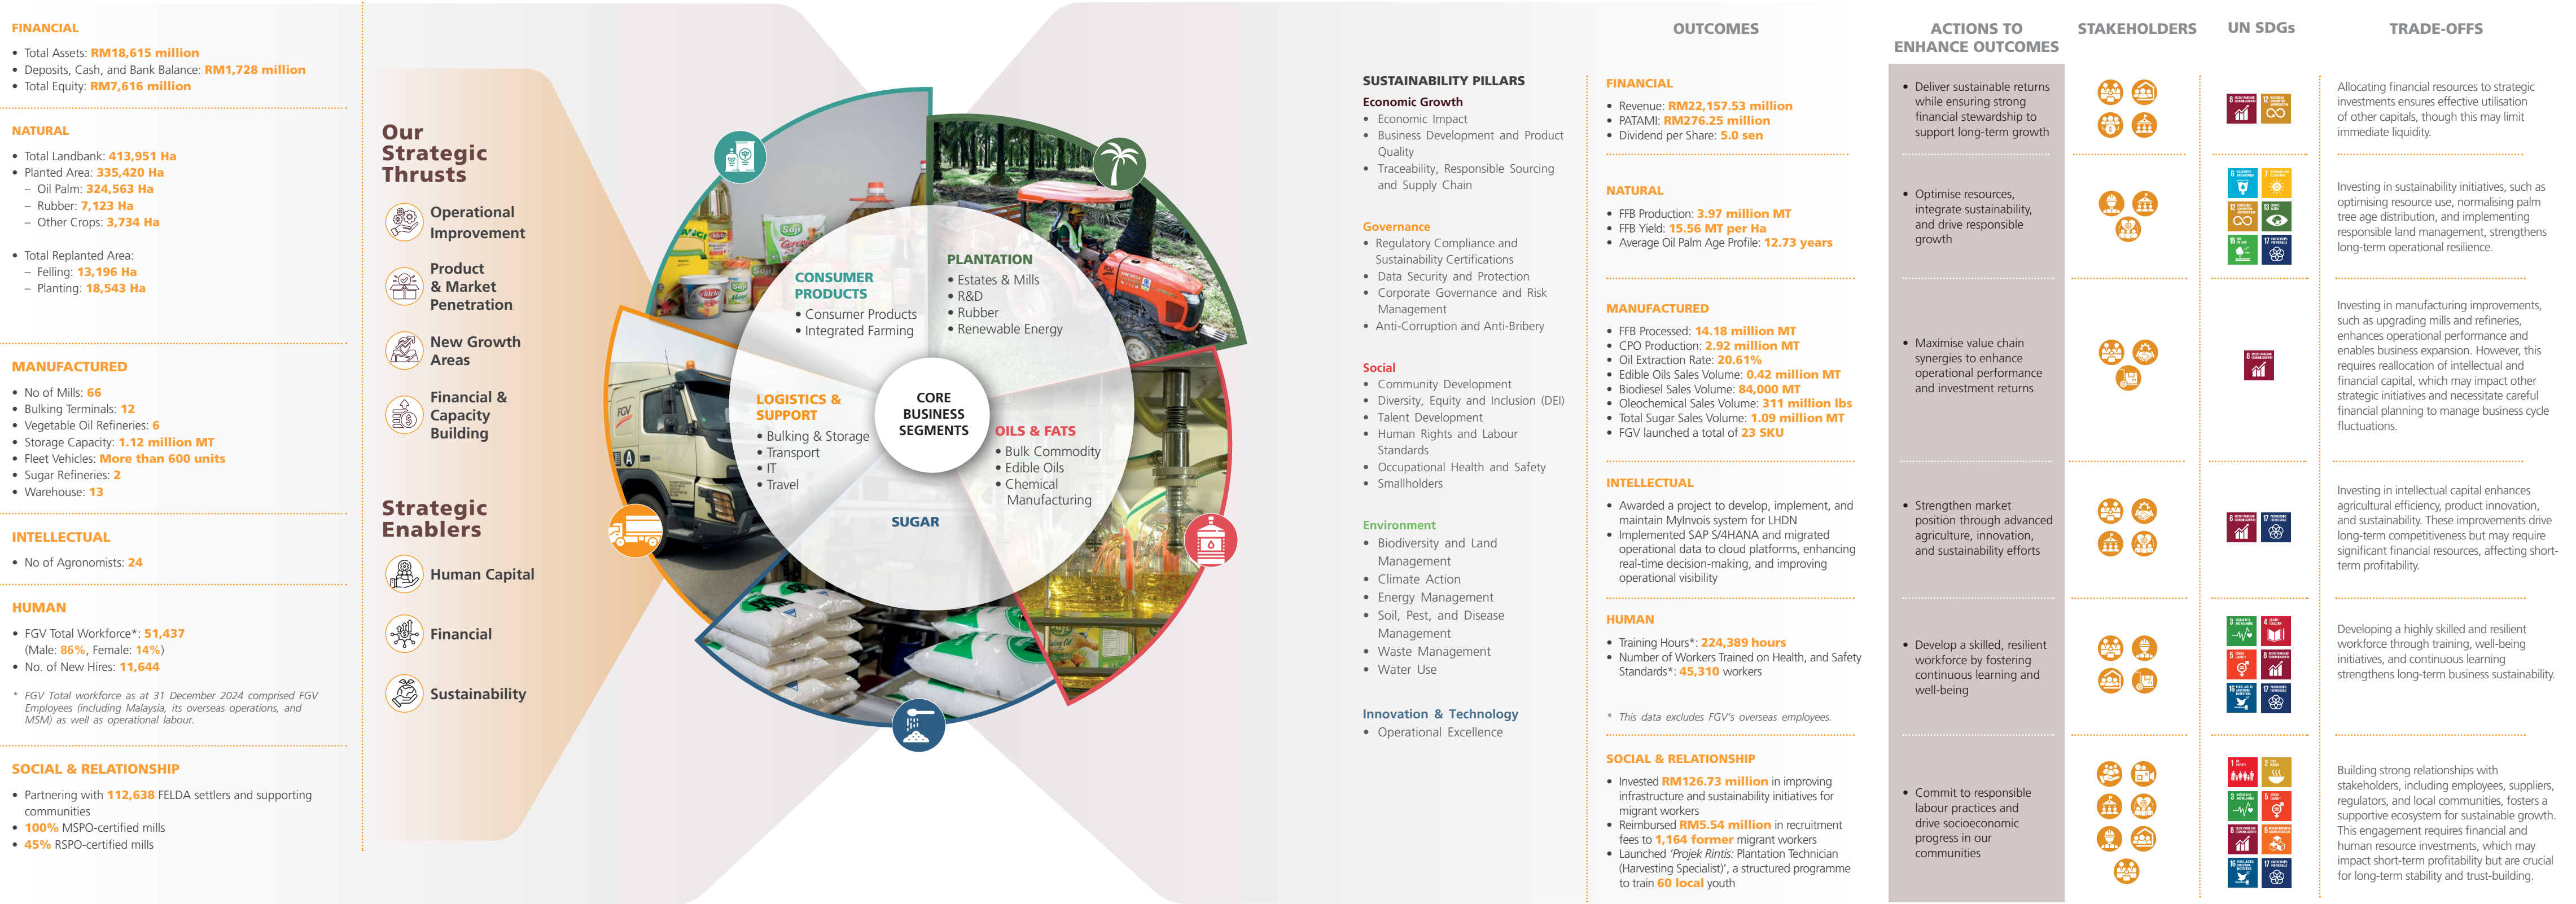 FINANCIAL
• Total Assets: RM18,615 million
• Deposits, Cash, and Bank Balance: RM1,728 million
• Total Equity: RM7,616 million
NATURAL
• Total Landbank: 413,951 Ha
• Planted Area: 335,420 Ha
– Oil Palm: 324,563 Ha
– Rubber: 7,123 Ha
– Other Crops: 3,734 Ha
• Total Replanted Area:
– Felling: 13,196 Ha
– Planting: 18,543 Ha
MANUFACTURED
• No of Mills: 66
• Bulking Terminals: 12
• Vegetable Oil Refineries: 6
• Storage Capacity: 1.12 million MT
• Fleet Vehicles: More than 600 units
• Sugar Refineries: 2
• Warehouse: 13
INTELLECTUAL
• No of Agronomists: 24
HUMAN
• FGV Total Workforce*: 51,437
(Male: 86%, Female: 14%)
• No. of New Hires: 11,644
* FGV Total workforce as at 31 December 2024 comprised FGV
Employees (including Malaysia, its overseas operations, and
MSM) as well as operational labour.
SOCIAL & RELATIONSHIP
• Partnering with 112,638 FELDA settlers and supporting
communities
• 100% MSPO-certified mills
• 45% RSPO-certified mills
Our
Strategic
Thrusts
Operational
Improvement
Product
& Market
Penetration
New Growth
Areas
Financial &
Capacity
Building
Strategic
Enablers
Human Capital
Financial
Sustainability
CONSUMER
PRODUCTS
• Consumer Products
• Integrated Farming
PLANTATION
• Estates & Mills
• R&D
• Rubber
• Renewable Energy
LOGISTICS &
SUPPORT
• Bulking & Storage
• Transport
• IT
• Travel
CORE
BUSINESS
SEGMENTS
OILS & FATS
• Bulk Commodity
• Edible Oils
• Chemical
Manufacturing
SUGAR
Saji
Saji
FGV
A
SUSTAINABILITY PILLARS
Economic Growth
• Economic Impact
• Business Development and Product
Quality
• Traceability, Responsible Sourcing
and Supply Chain
Governance
• Regulatory Compliance and
Sustainability Certifications
• Data Security and Protection
• Corporate Governance and Risk
Management
• Anti-Corruption and Anti-Bribery
Social
• Community Development
• Diversity, Equity and Inclusion (DEI)
• Talent Development
• Human Rights and Labour
Standards
• Occupational Health and Safety
• Smallholders
Environment
• Biodiversity and Land
Management
• Climate Action
• Energy Management
• Soil, Pest, and Disease
Management
• Waste Management
• Water Use
Innovation & Technology
• Operational Excellence
OUTCOMES
FINANCIAL
• Revenue: RM22,157.53 million
• PATAMI: RM276.25 million
• Dividend per Share: 5.0 sen
NATURAL
• FFB Production: 3.97 million MT
• FFB Yield: 15.56 MT per Ha
• Average Oil Palm Age Profile: 12.73 years
MANUFACTURED
• FFB Processed: 14.18 million MT
• CPO Production: 2.92 million MT
• Oil Extraction Rate: 20.61%
• Edible Oils Sales Volume: 0.42 million MT
• Biodiesel Sales Volume: 84,000 MT
• Oleochemical Sales Volume: 311 million lbs
• Total Sugar Sales Volume: 1.09 million MT
• FGV launched a total of 23 SKU
INTELLECTUAL
• Awarded a project to develop, implement, and
maintain MyInvois system for LHDN
• Implemented SAP S/4HANA and migrated
operational data to cloud platforms, enhancing
real-time decision-making, and improving
operational visibility
HUMAN
• Training Hours*: 224,389 hours
• Number of Workers Trained on Health, and Safety
Standards*: 45,310 workers
* This data excludes FGV's overseas employees.
SOCIAL & RELATIONSHIP
• Invested RM126.73 million in improving
infrastructure and sustainability initiatives for
migrant workers
• Reimbursed RM5.54 million in recruitment
fees to 1,164 former migrant workers
• Launched 'Projek Rintis: Plantation Technician
(Harvesting Specialist)', a structured programme
to train 60 local youth
ACTIONS TO
ENHANCE OUTCOMES
• Deliver sustainable returns
while ensuring strong
financial stewardship to
support long-term growth
• Optimise resources,
integrate sustainability,
and drive responsible
growth
• Maximise value chain
synergies to enhance
operational performance
and investment returns
• Strengthen market
position through advanced
agriculture, innovation,
and sustainability efforts
• Develop a skilled, resilient
workforce by fostering
continuous learning and
well-being
• Commit to responsible
labour practices and
drive socioeconomic
progress in our
communities
STAKEHOLDERS
UN SDGs
8 12
6 7
12 13
15 17
8
8 17
3 4
5 8
16 17
1 2
3 5
8 9
16 17
TRADE-OFFS
Allocating financial resources to strategic
investments ensures effective utilisation
of other capitals, though this may limit
immediate liquidity.
Investing in sustainability initiatives, such as
optimising resource use, normalising palm
tree age distribution, and implementing
responsible land management, strengthens
long-term operational resilience.
Investing in manufacturing improvements,
such as upgrading mills and refineries,
enhances operational performance and
enables business expansion. However, this
requires reallocation of intellectual and
financial capital, which may impact other
strategic initiatives and necessitate careful
financial planning to manage business cycle
fluctuations.
Investing in intellectual capital enhances
agricultural efficiency, product innovation,
and sustainability. These improvements drive
long-term competitiveness but may require
significant financial resources, affecting short-
term profitability.
Developing a highly skilled and resilient
workforce through training, well-being
initiatives, and continuous learning
strengthens long-term business sustainability.
Building strong relationships with
stakeholders, including employees, suppliers,
regulators, and local communities, fosters a
supportive ecosystem for sustainable growth.
This engagement requires financial and
human resource investments, which may
impact short-term profitability but are crucial
for long-term stability and trust-building.